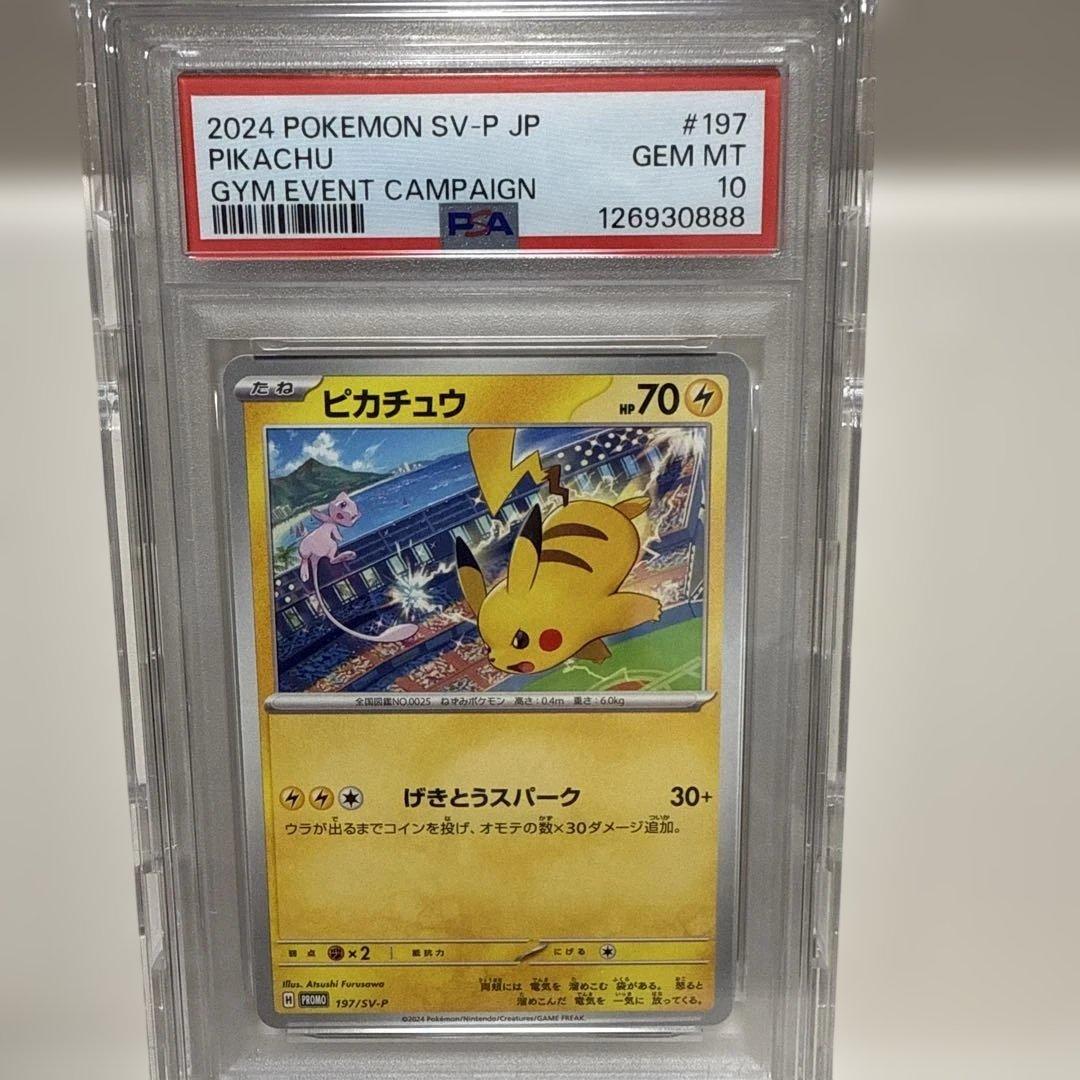 2024 POKEMON SV-P JP #197
PIKACHU GEM MT
GYM EVENT CAMPAIGN 10
PSA 126930888
たね ピカチュウ HP 70
全国図鑑NO.0025 ねずみポケモン 高さ:0.4m 重さ:6.0kg
げきとうスパーク 30+
ウラが出るまでコインを投げ、オモテの数×30ダメージ追加。
弱点 ×2 抵抗力 にげる
Illus. Atsushi Furusawa
両頬には 電気を 溜めこむ 袋がある。 怒ると
溜めこんだ 電気を 一気に 放ってくる。
H PROMO 197/SV-P
©2024 Pokémon/Nintendo/Creatures/GAME FREAK.